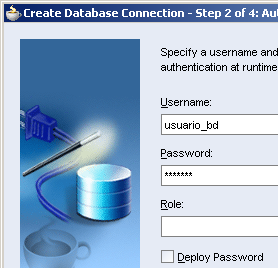 Create Database Connection - Step 2 of 4: Au
Specify a username and
authentication at runtime
Username:
usuario_bd
Password:
*******
Role:
Deploy Password